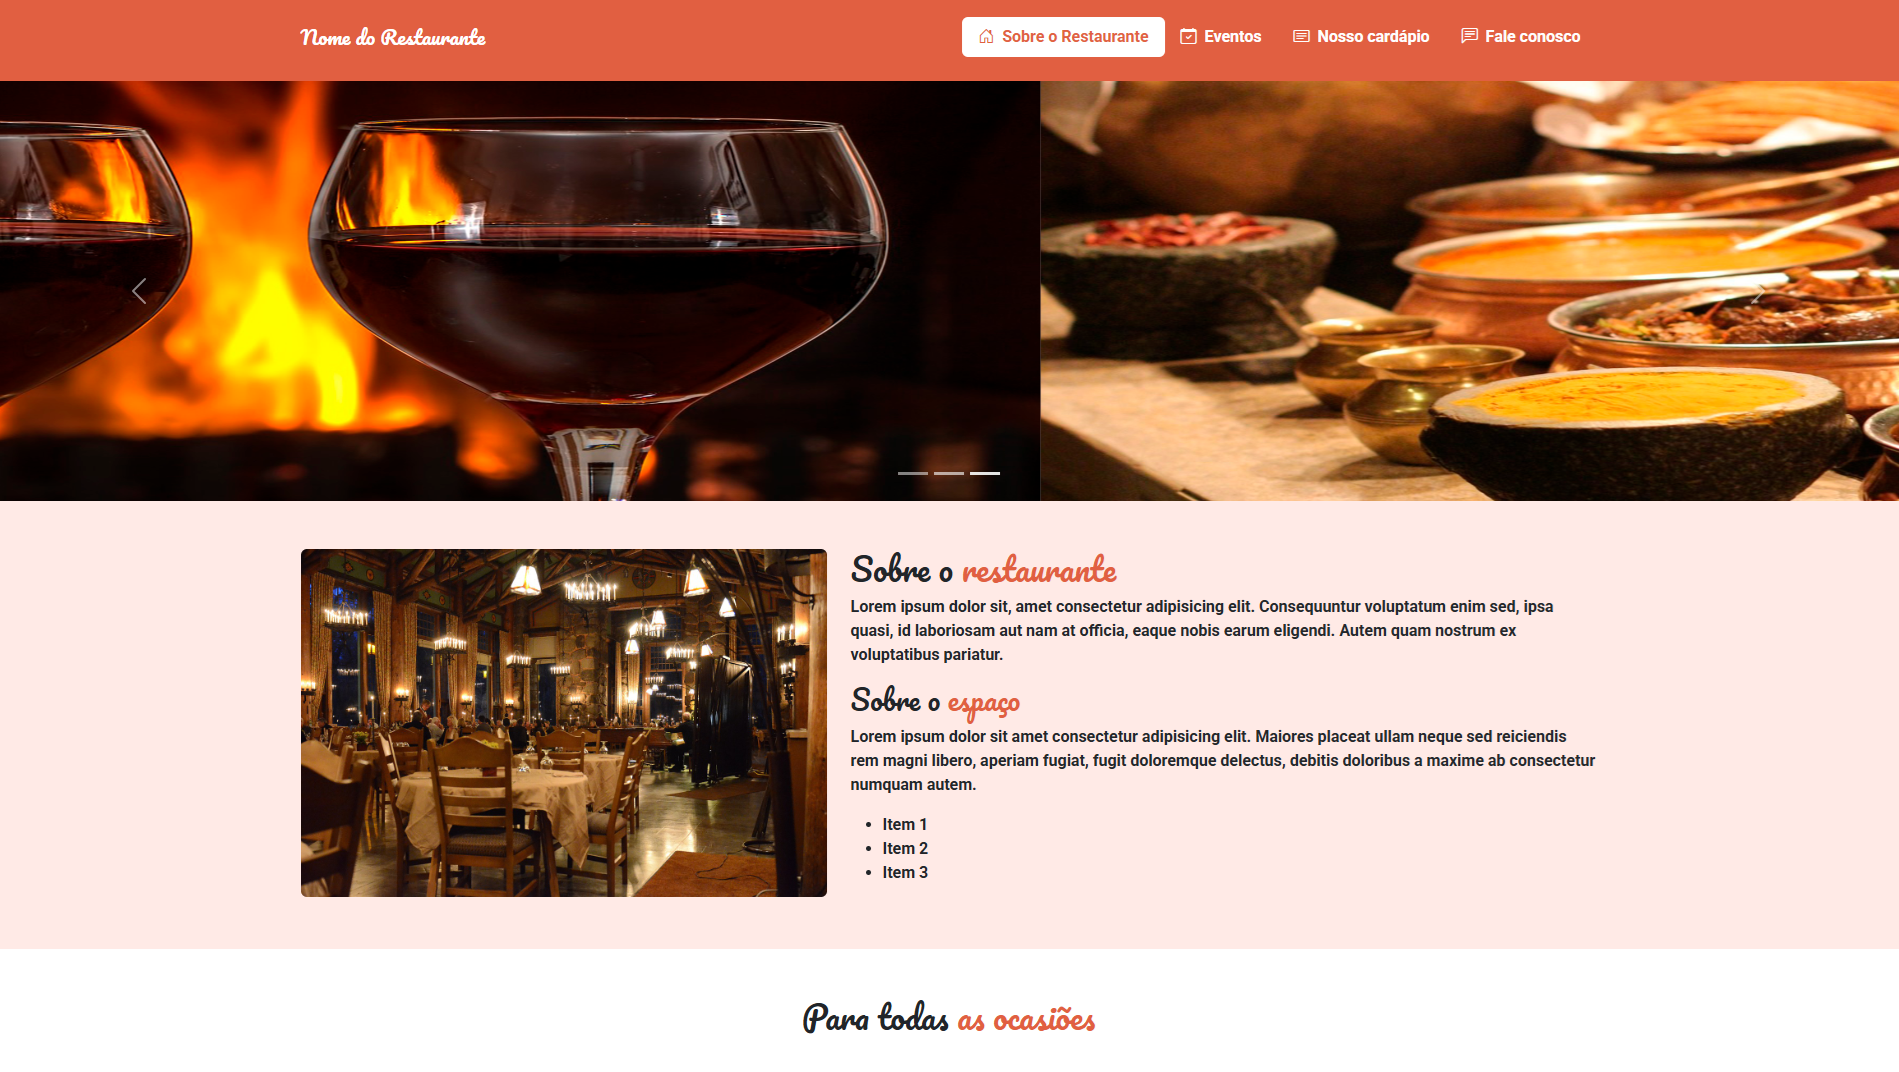 Nome do Restaurante
Sobre o Restaurante
Eventos
Nosso cardápio
Fale conosco
Sobre o restaurante
Lorem ipsum dolor sit, amet consectetur adipisicing elit. Consequuntur voluptatum enim sed, ipsa
quasi, id laboriosam aut nam at officia, eaque nobis earum eligendi. Autem quam nostrum ex
voluptatibus pariatur.
Sobre o espaço
Lorem ipsum dolor sit amet consectetur adipisicing elit. Maiores placeat ullam neque sed reiciendis
rem magni libero, aperiam fugiat, fugit doloremque delectus, debitis doloribus a maxime ab consectetur
numquam autem.
• Item 1
• Item 2
• Item 3
Para todas as ocasiões